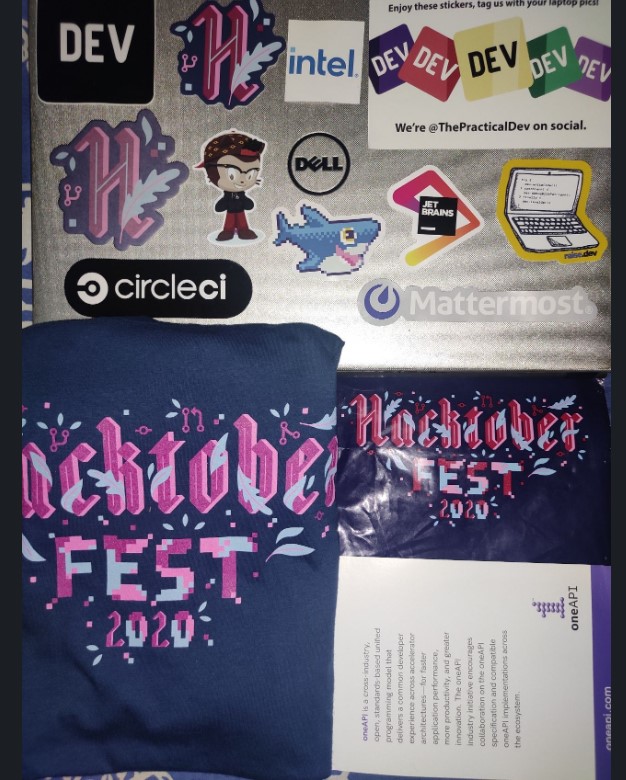 Enjoy these stickers, tag us with your laptop pics!
DEV
H
intel.
DEV
DEV
DEV
DEV
DEV
We're @ThePracticalDev on social.
H
DELL
JET
BRAINS
raise.dev
circleci
Mattermost
acktober
FEST
2020
Hacktober
FEST
2020
oneAPI
oneAPI is a cross-industry,
open, standards-based unified
programming model that
delivers a common developer
experience across accelerator
architectures—for faster
application performance,
more productivity, and greater
innovation. The oneAPI
industry initiative encourages
collaboration on the oneAPI
specification and compatible
oneAPI implementations across
the ecosystem.
oneapi.com